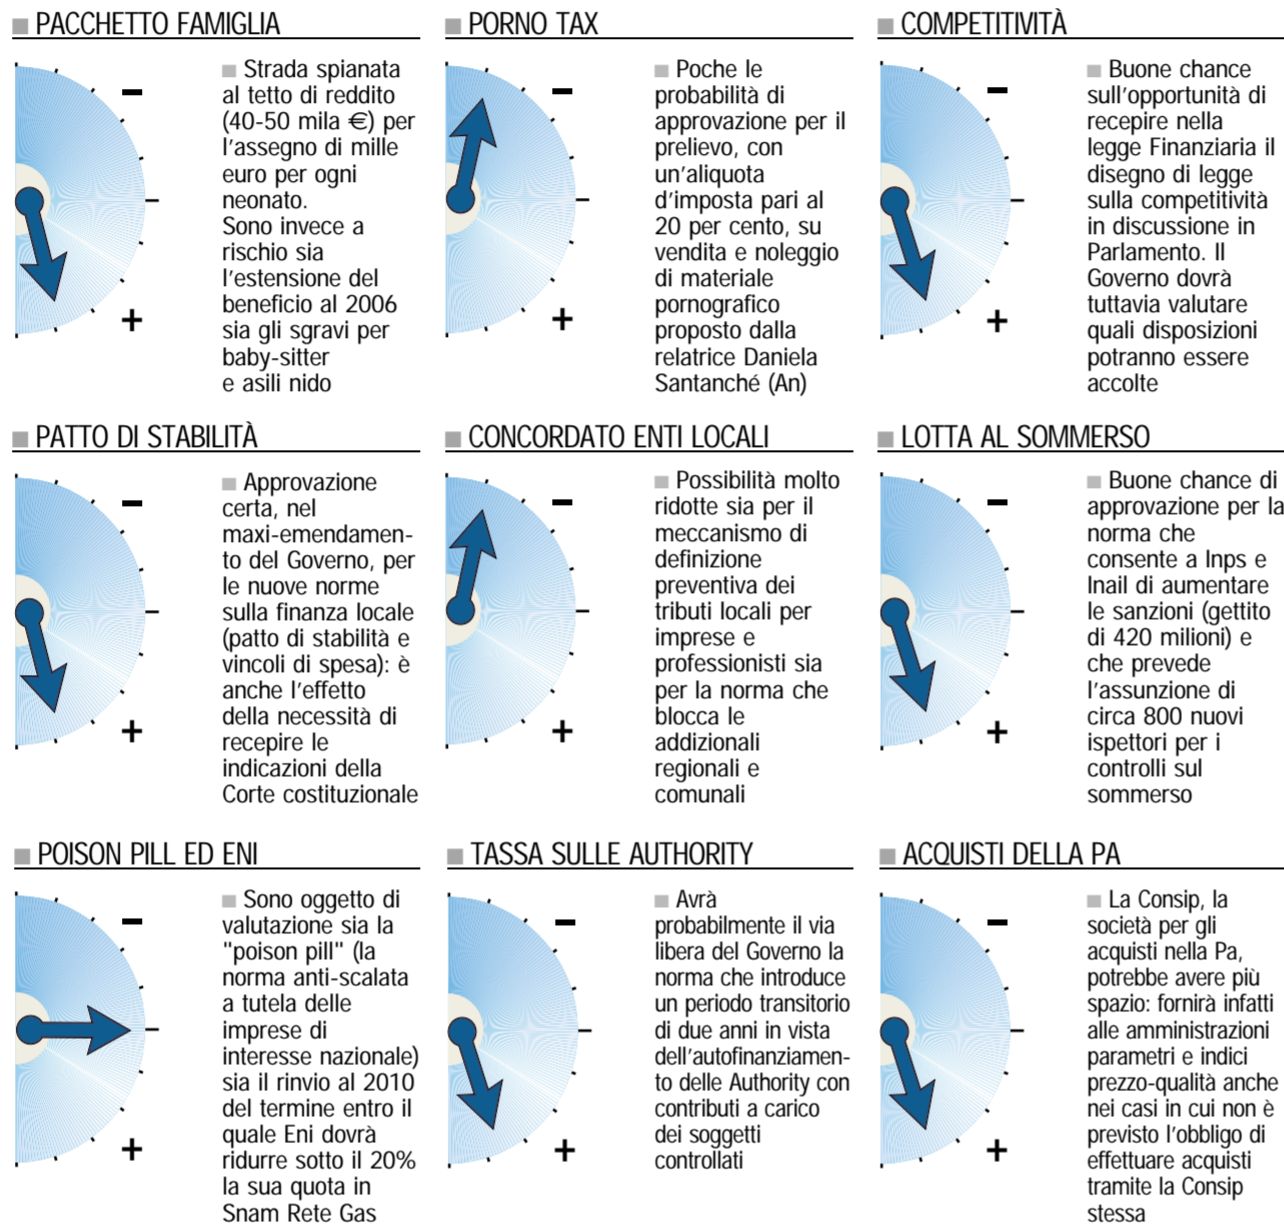 PACCHETTO FAMIGLIA
Strada spianata
al tetto di reddito
(40-50 mila €) per
l'assegno di mille
euro per ogni
neonato.
Sono invece a
rischio sia
l'estensione del
beneficio al 2006
sia gli sgravi per
baby-sitter
e asili nido
–
+
PORNO TAX
Poche le
probabilità di
approvazione per il
prelievo, con
un'aliquota
d'imposta pari al
20 per cento, su
vendita e noleggio
di materiale
pornografico
proposto dalla
relatrice Daniela
Santanché (An)
–
+
COMPETITIVITÀ
Buone chance
sull'opportunità di
recepire nella
legge Finanziaria il
disegno di legge
sulla competitività
in discussione in
Parlamento. Il
Governo dovrà
tuttavia valutare
quali disposizioni
potranno essere
accolte
–
+
PATTO DI STABILITÀ
Approvazione
certa, nel
maxi-emendamen-
to del Governo, per
le nuove norme
sulla finanza locale
(patto di stabilità e
vincoli di spesa): è
anche l'effetto
della necessità di
recepire le
indicazioni della
Corte costituzionale
–
+
CONCORDATO ENTI LOCALI
Possibilità molto
ridotte sia per il
meccanismo di
definizione
preventiva dei
tributi locali per
imprese e
professionisti sia
per la norma che
blocca le
addizionali
regionali e
comunali
–
+
LOTTA AL SOMMERSO
Buone chance di
approvazione per la
norma che
consente a Inps e
Inail di aumentare
le sanzioni (gettito
di 420 milioni) e
che prevede
l'assunzione di
circa 800 nuovi
ispettori per i
controlli sul
sommerso
–
+
POISON PILL ED ENI
Sono oggetto di
valutazione sia la
"poison pill" (la
norma anti-scalata
a tutela delle
imprese di
interesse nazionale)
sia il rinvio al 2010
del termine entro il
quale Eni dovrà
ridurre sotto il 20%
la sua quota in
Snam Rete Gas
–
+
TASSA SULLE AUTHORITY
Avrà
probabilmente il via
libera del Governo la
norma che introduce
un periodo transitorio
di due anni in vista
dell'autofinanziamen-
to delle Authority con
contributi a carico
dei soggetti
controllati
–
+
ACQUISTI DELLA PA
La Consip, la
società per gli
acquisti nella Pa,
potrebbe avere più
spazio: fornirà infatti
alle amministrazioni
parametri e indici
prezzo-qualità anche
nei casi in cui non è
previsto l'obbligo di
effettuare acquisti
tramite la Consip
stessa
–
+